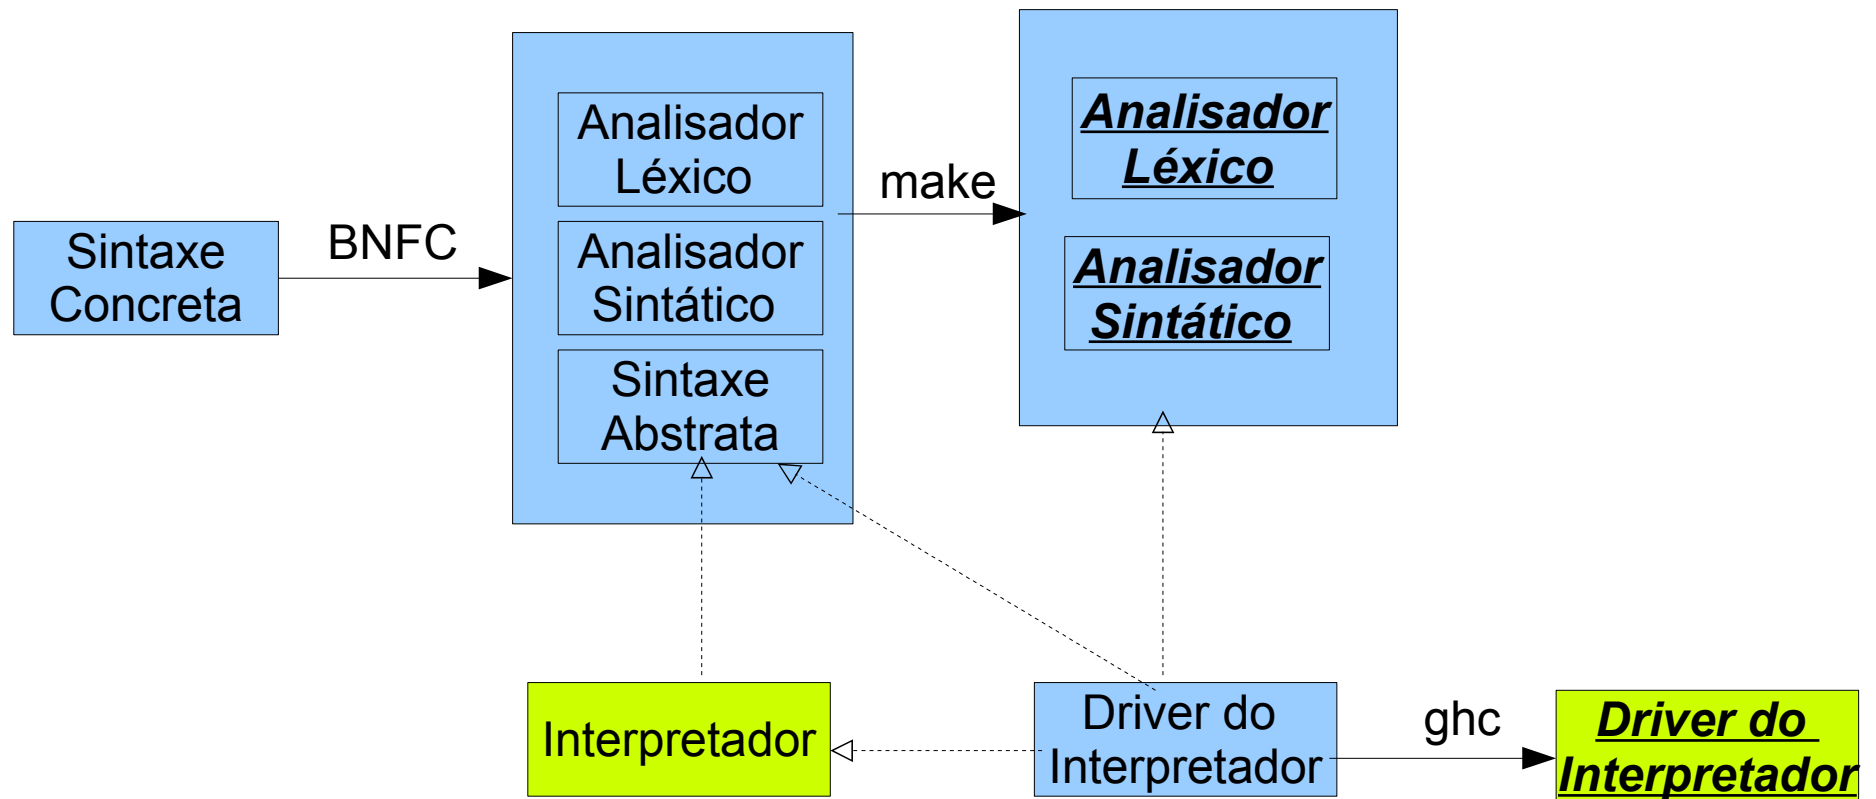 Sintaxe
Concreta
BNFC
Analisador
Léxico
Analisador
Sintático
Sintaxe
Abstrata
make
Analisador
Léxico
Analisador
Sintático
Interpretador
Driver do
Interpretador
ghc
Driver do
Interpretador